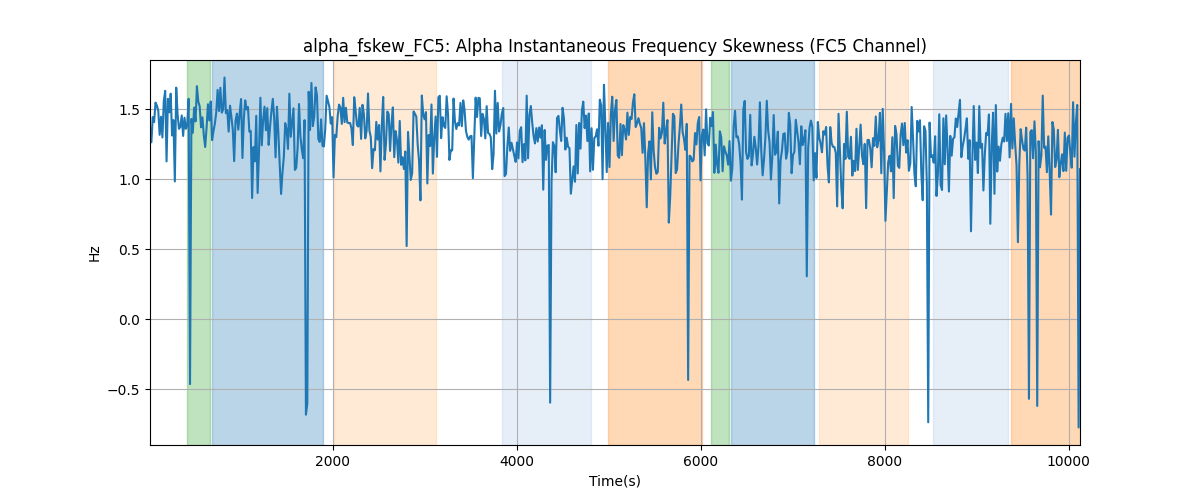 alpha_fskew_FC5: Alpha Instantaneous Frequency Skewness (FC5 Channel)
Hz
1.5
1.0
0.5
0.0
−0.5
2000 4000 6000 8000 10000
Time(s)